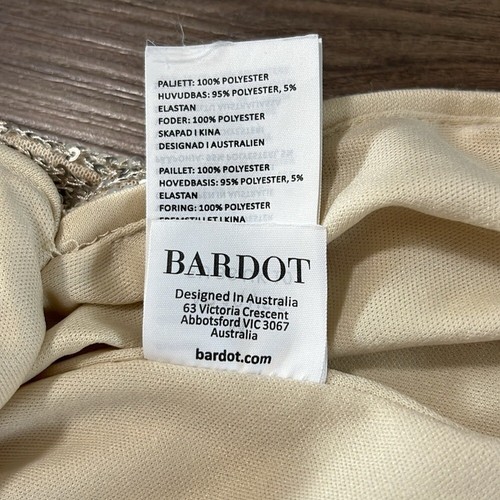 PALJETT: 100% POLYESTER
HUVUDBAS: 95% POLYESTER, 5%
ELASTAN
FODER: 100% POLYESTER
SKAPAD I KINA
DESIGNAD I AUSTRALIEN
PAILLET: 100% POLYESTER
HOVEDBASIS: 95% POLYESTER, 5%
ELASTAN
FORING: 100% POLYESTER
FREMSTILLET I KINA
BARDOT
Designed In Australia
63 Victoria Crescent
Abbotsford VIC 3067
Australia
bardot.com